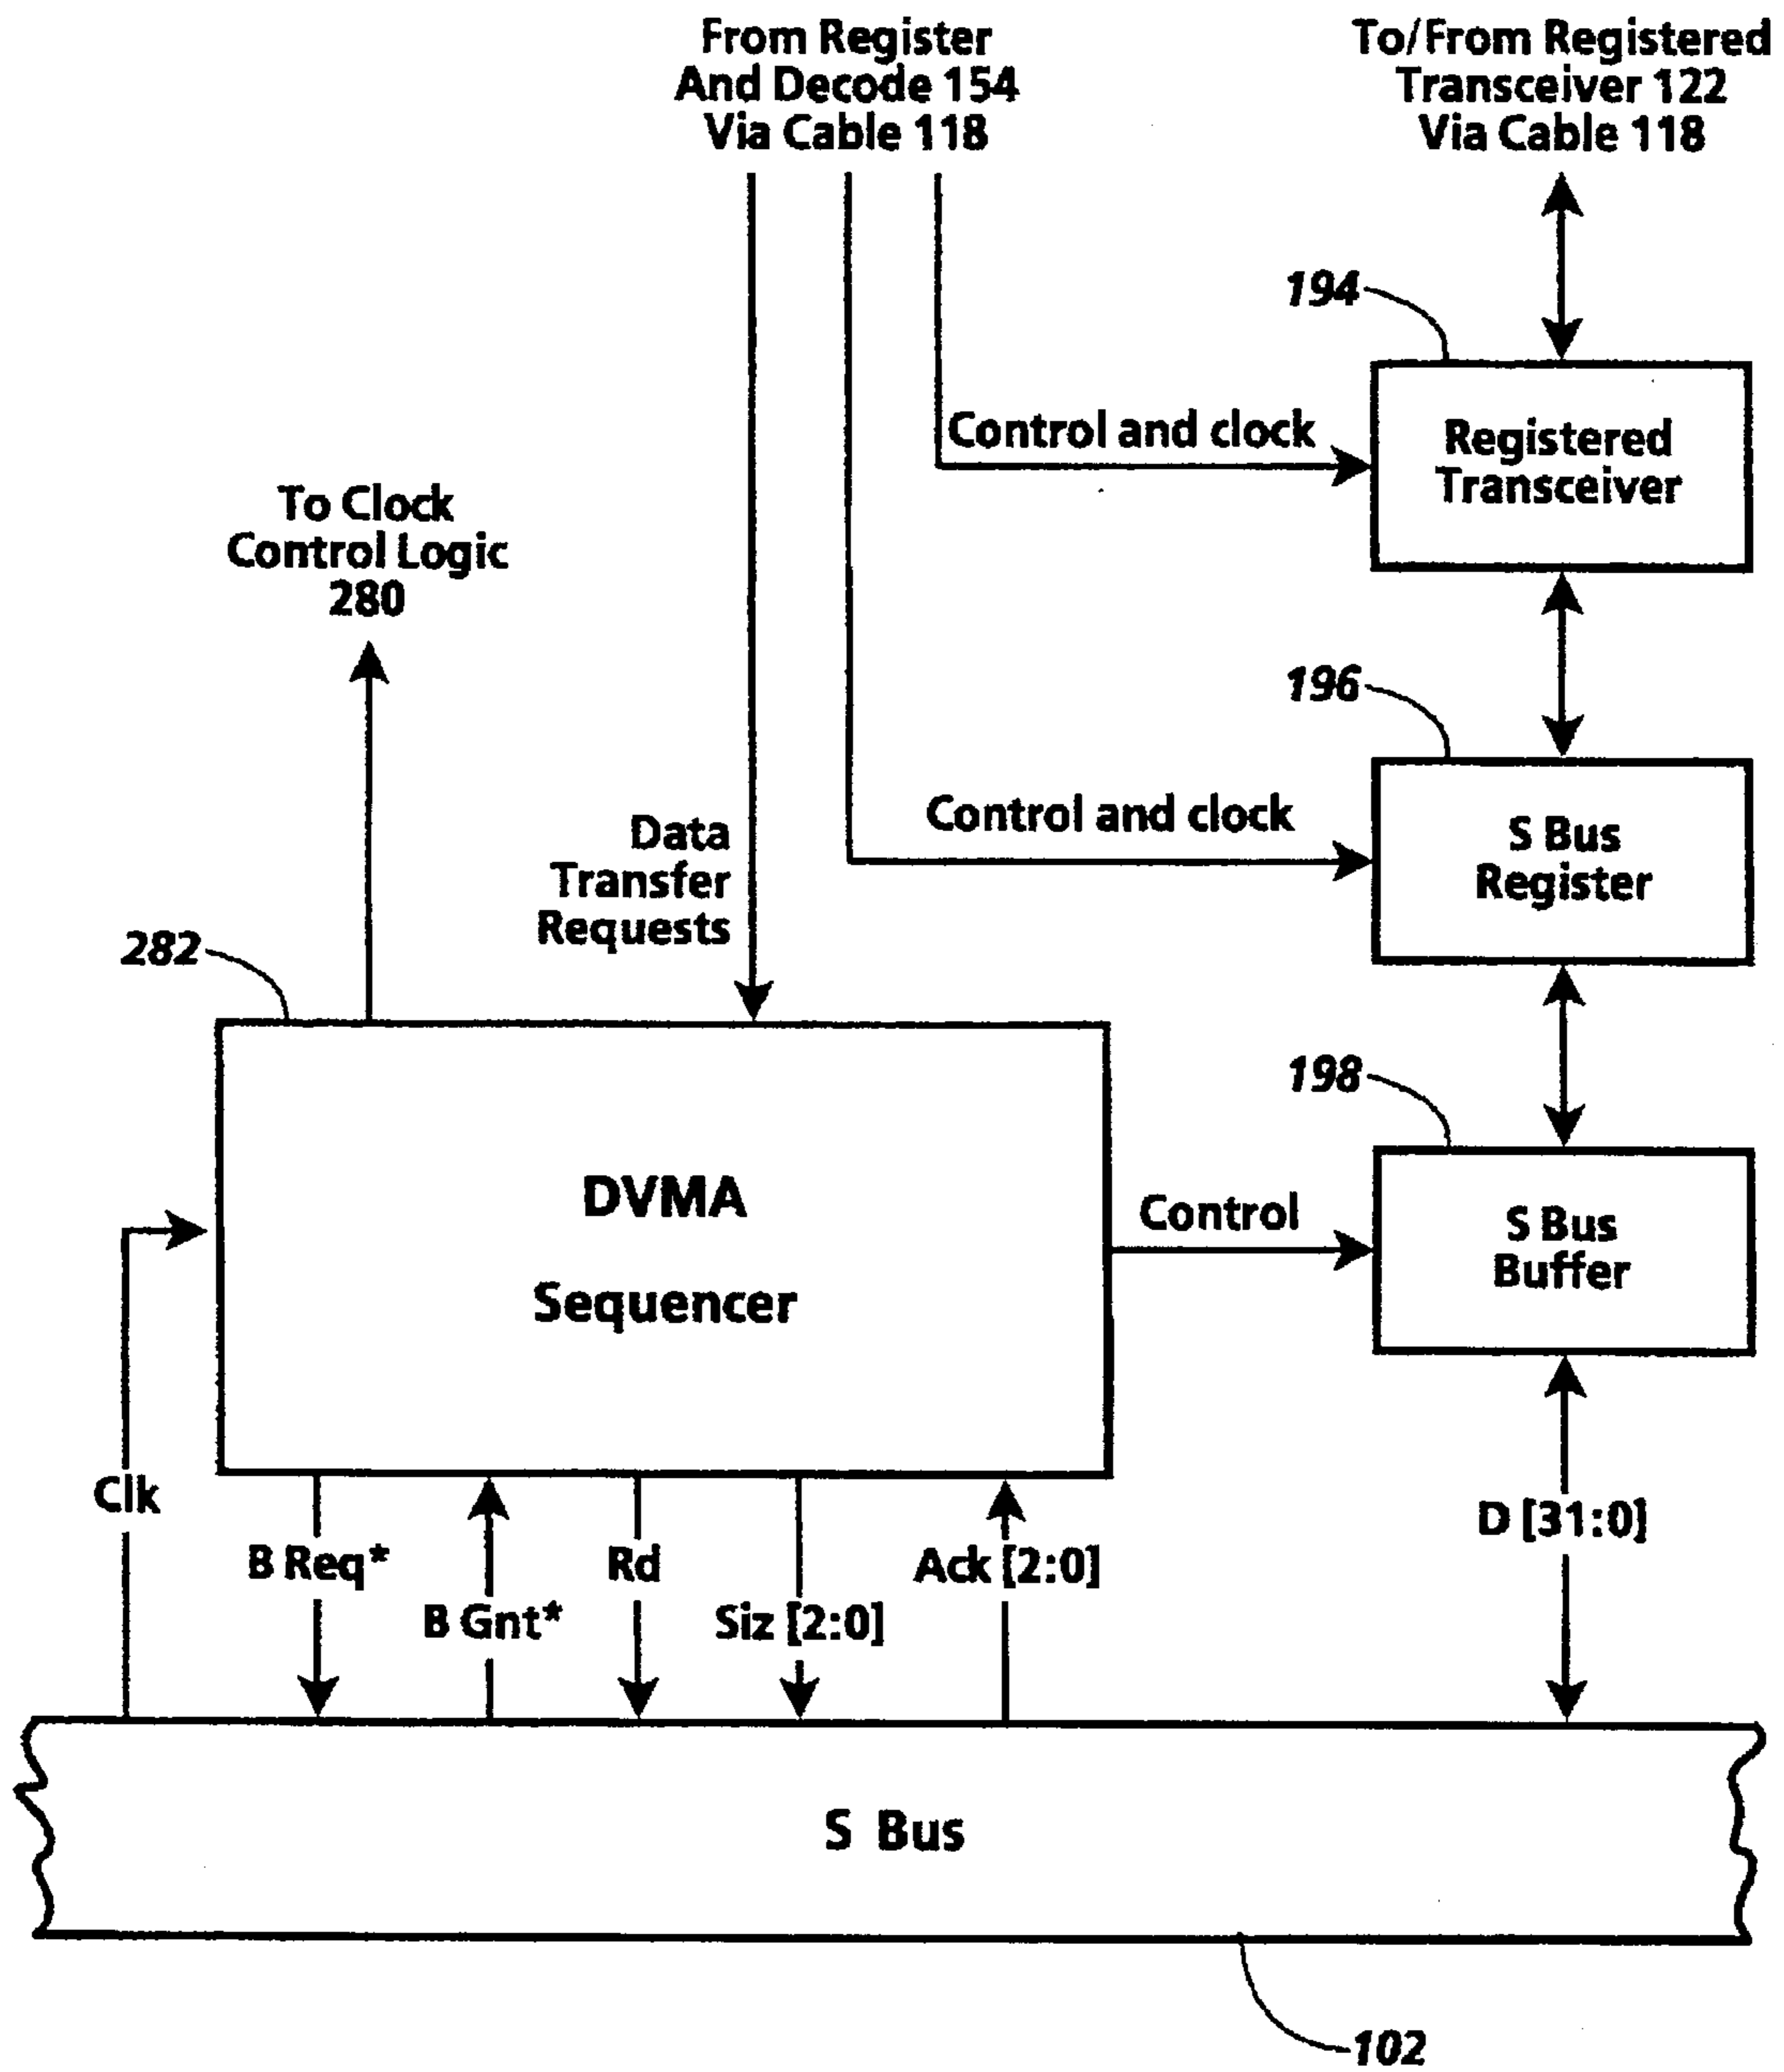 From Register
And Decode 154
Via Cable 118
To/From Registered
Transceiver 122
Via Cable 118
194
Control and clock
Registered
Transceiver
To Clock
Control Logic
280
196
Control and clock
S Bus
Register
Data
Transfer
Requests
282
198
DVMA
Sequencer
Control
S Bus
Buffer
Clk
B Req*
B Gnt*
Rd
Siz [2:0]
Ack [2:0]
D [31:0]
S Bus
102